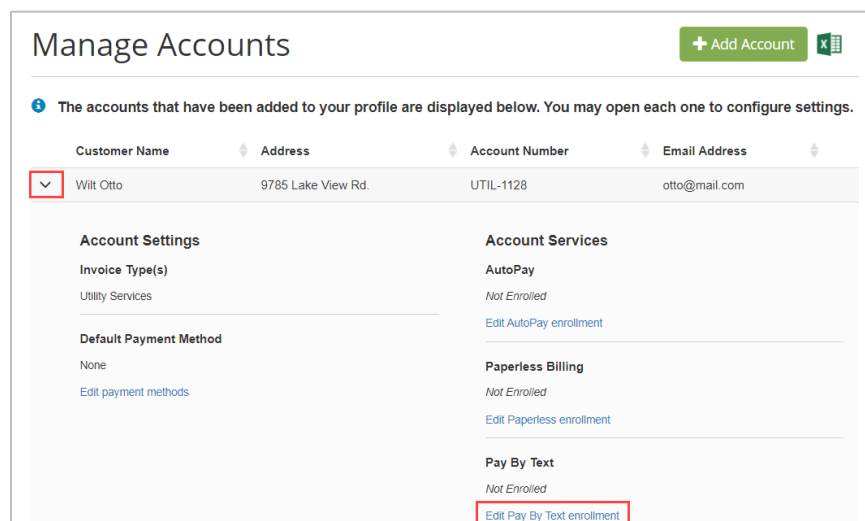 Manage Accounts
+ Add Account
The accounts that have been added to your profile are displayed below. You may open each one to configure settings.
Customer Name Address Account Number Email Address
Wilt Otto 9785 Lake View Rd. UTIL-1128 otto@mail.com
Account Settings
Invoice Type(s)
Utility Services
Default Payment Method
None
Edit payment methods
Account Services
AutoPay
Not Enrolled
Edit AutoPay enrollment
Paperless Billing
Not Enrolled
Edit Paperless enrollment
Pay By Text
Not Enrolled
Edit Pay By Text enrollment